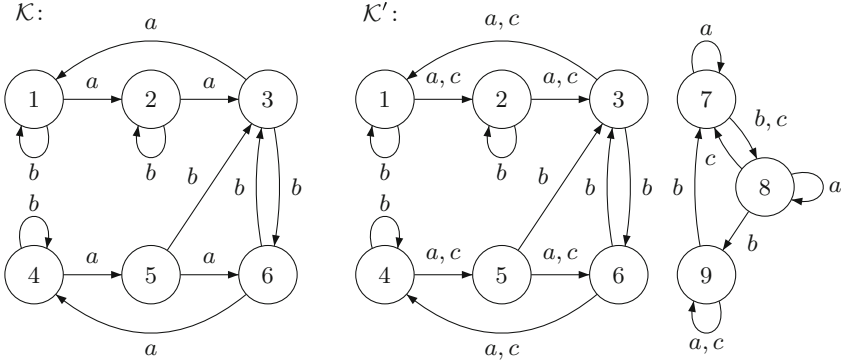 𝒦: 𝒦′:
a a, c a
a a a, c a, c
1 2 3 1 2 3 7
b, c
b b b b c
b b b b b b b 8 a
b b b
a a a, c a, c
4 5 6 4 5 6 9
a a, c a, c